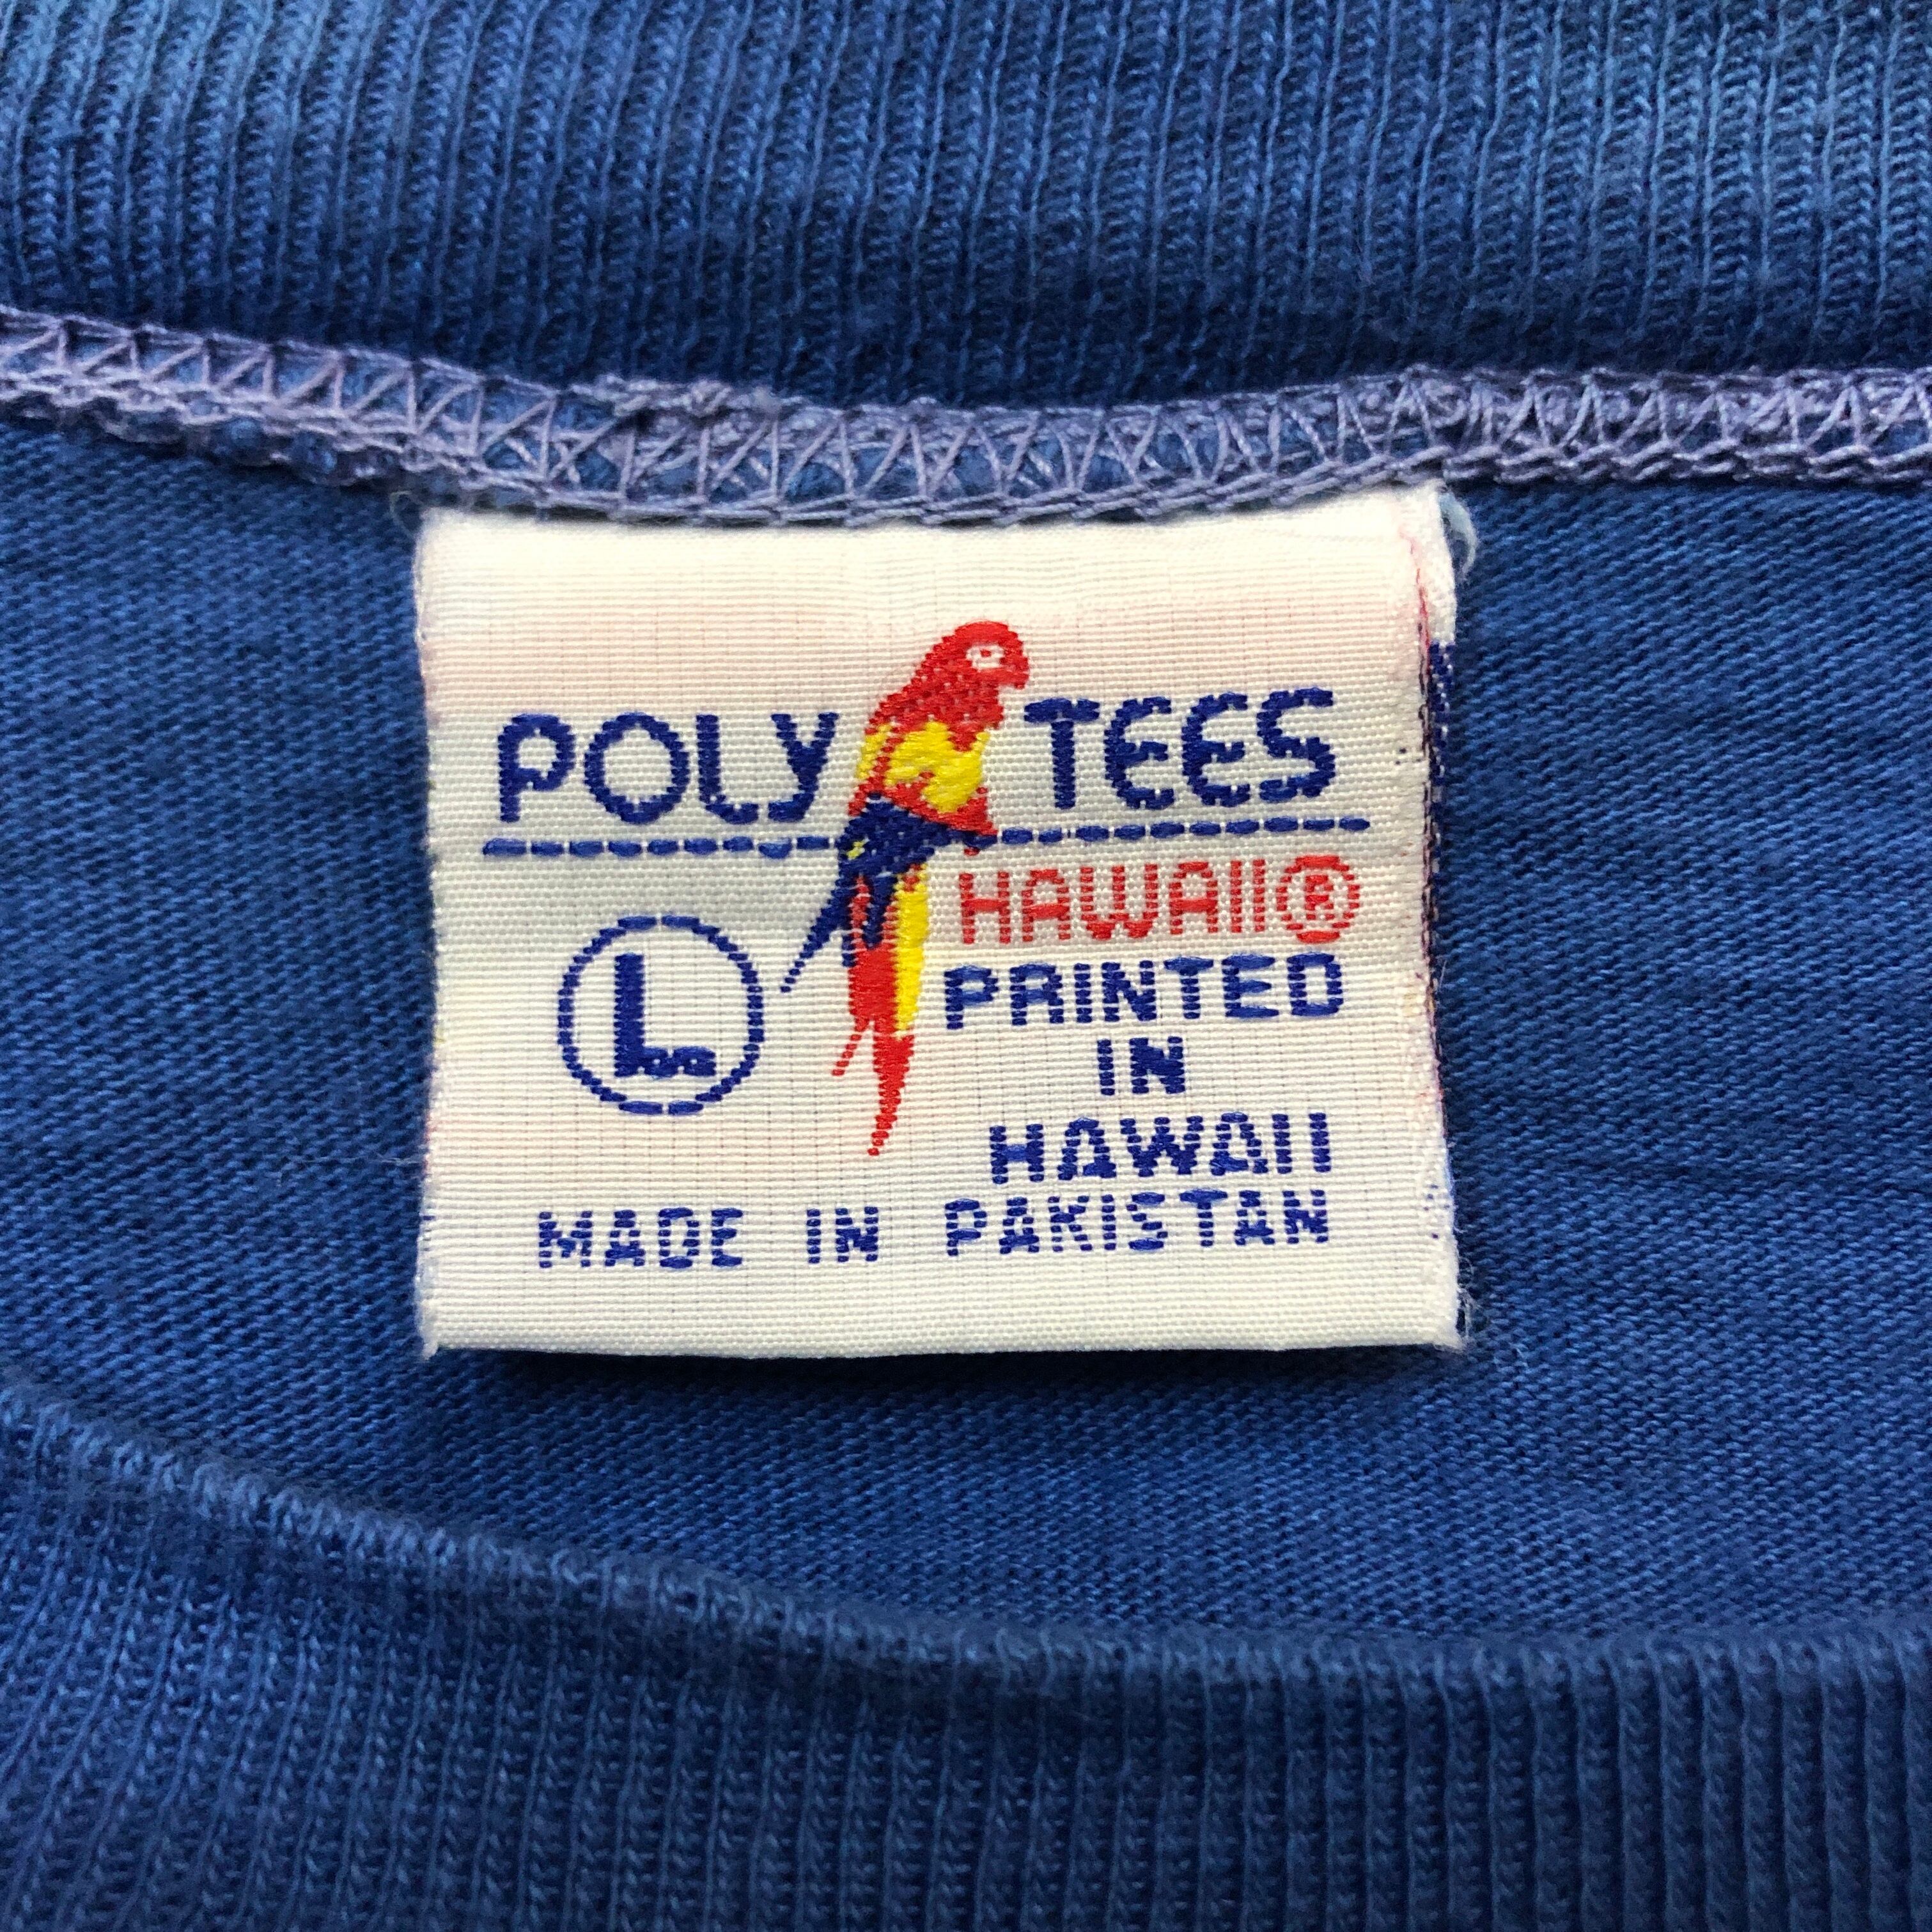 POLY TEES
HAWAII®
L
PRINTED
IN
HAWAII
MADE IN PAKISTAN